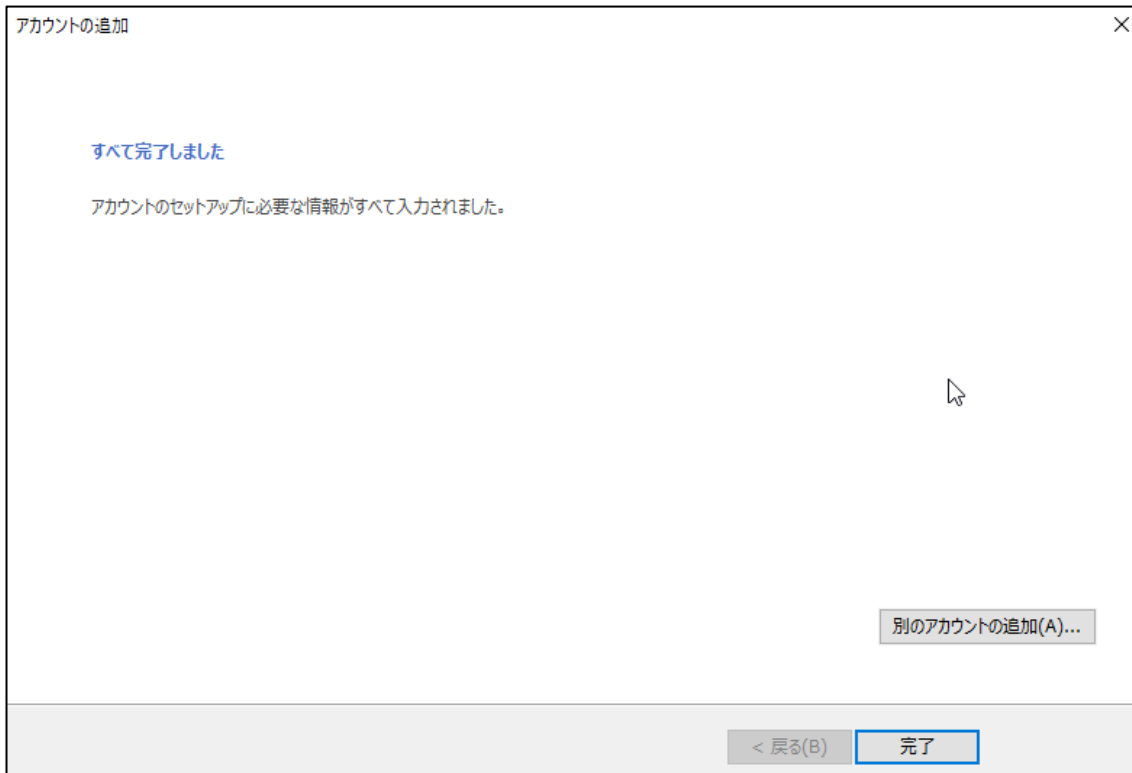 アカウントの追加
すべて完了しました
アカウントのセットアップに必要な情報がすべて入力されました。
別のアカウントの追加(A)...
< 戻る(B)
完了